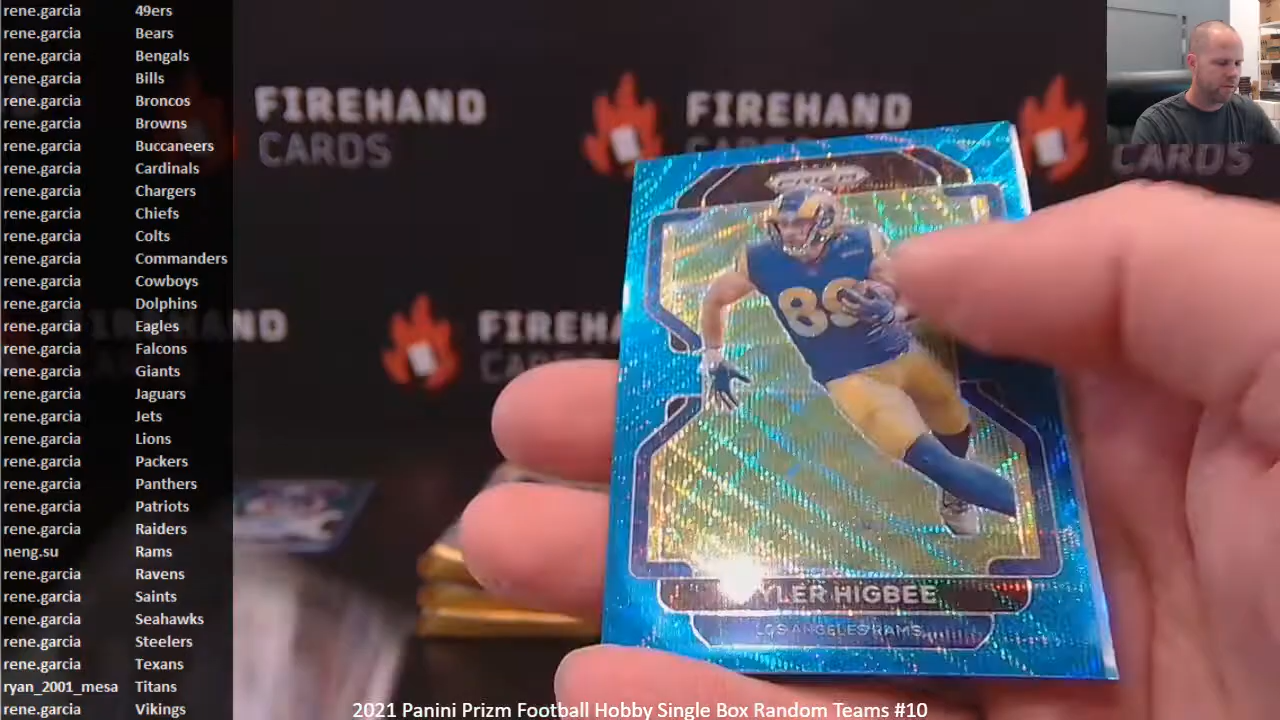 rene.garcia 49ers
rene.garcia Bears
rene.garcia Bengals
rene.garcia Bills
rene.garcia Broncos
rene.garcia Browns
rene.garcia Buccaneers
rene.garcia Cardinals
rene.garcia Chargers
rene.garcia Chiefs
rene.garcia Colts
rene.garcia Commanders
rene.garcia Cowboys
rene.garcia Dolphins
rene.garcia Eagles
rene.garcia Falcons
rene.garcia Giants
rene.garcia Jaguars
rene.garcia Jets
rene.garcia Lions
rene.garcia Packers
rene.garcia Panthers
rene.garcia Patriots
rene.garcia Raiders
neng.su Rams
rene.garcia Ravens
rene.garcia Saints
rene.garcia Seahawks
rene.garcia Steelers
rene.garcia Texans
ryan_2001_mesa Titans
rene.garcia Vikings
FIREHAND
CARDS
FIREHAND
CARDS
PRIZM
89
HIGBEE
LOS ANGELES RAMS
2021 Panini Prizm Football Hobby Single Box Random Teams #10